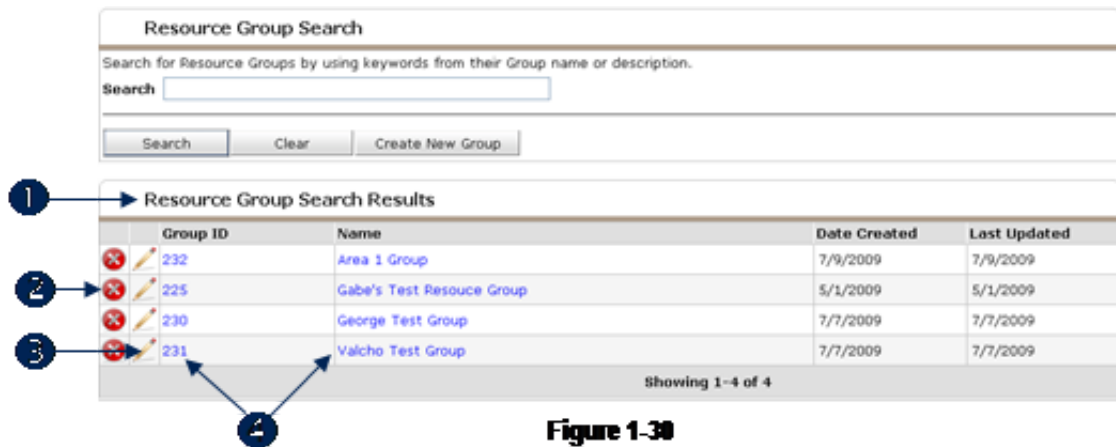 Resource Group Search
Search for Resource Groups by using keywords from their Group name or description.
Search
Search Clear Create New Group
1
Resource Group Search Results
Group ID Name Date Created Last Updated
232 Area 1 Group 7/9/2009 7/9/2009
2
225 Gabe's Test Resouce Group 5/1/2009 5/1/2009
230 George Test Group 7/7/2009 7/7/2009
3
231 Valcho Test Group 7/7/2009 7/7/2009
Showing 1-4 of 4
4
Figure 1-30